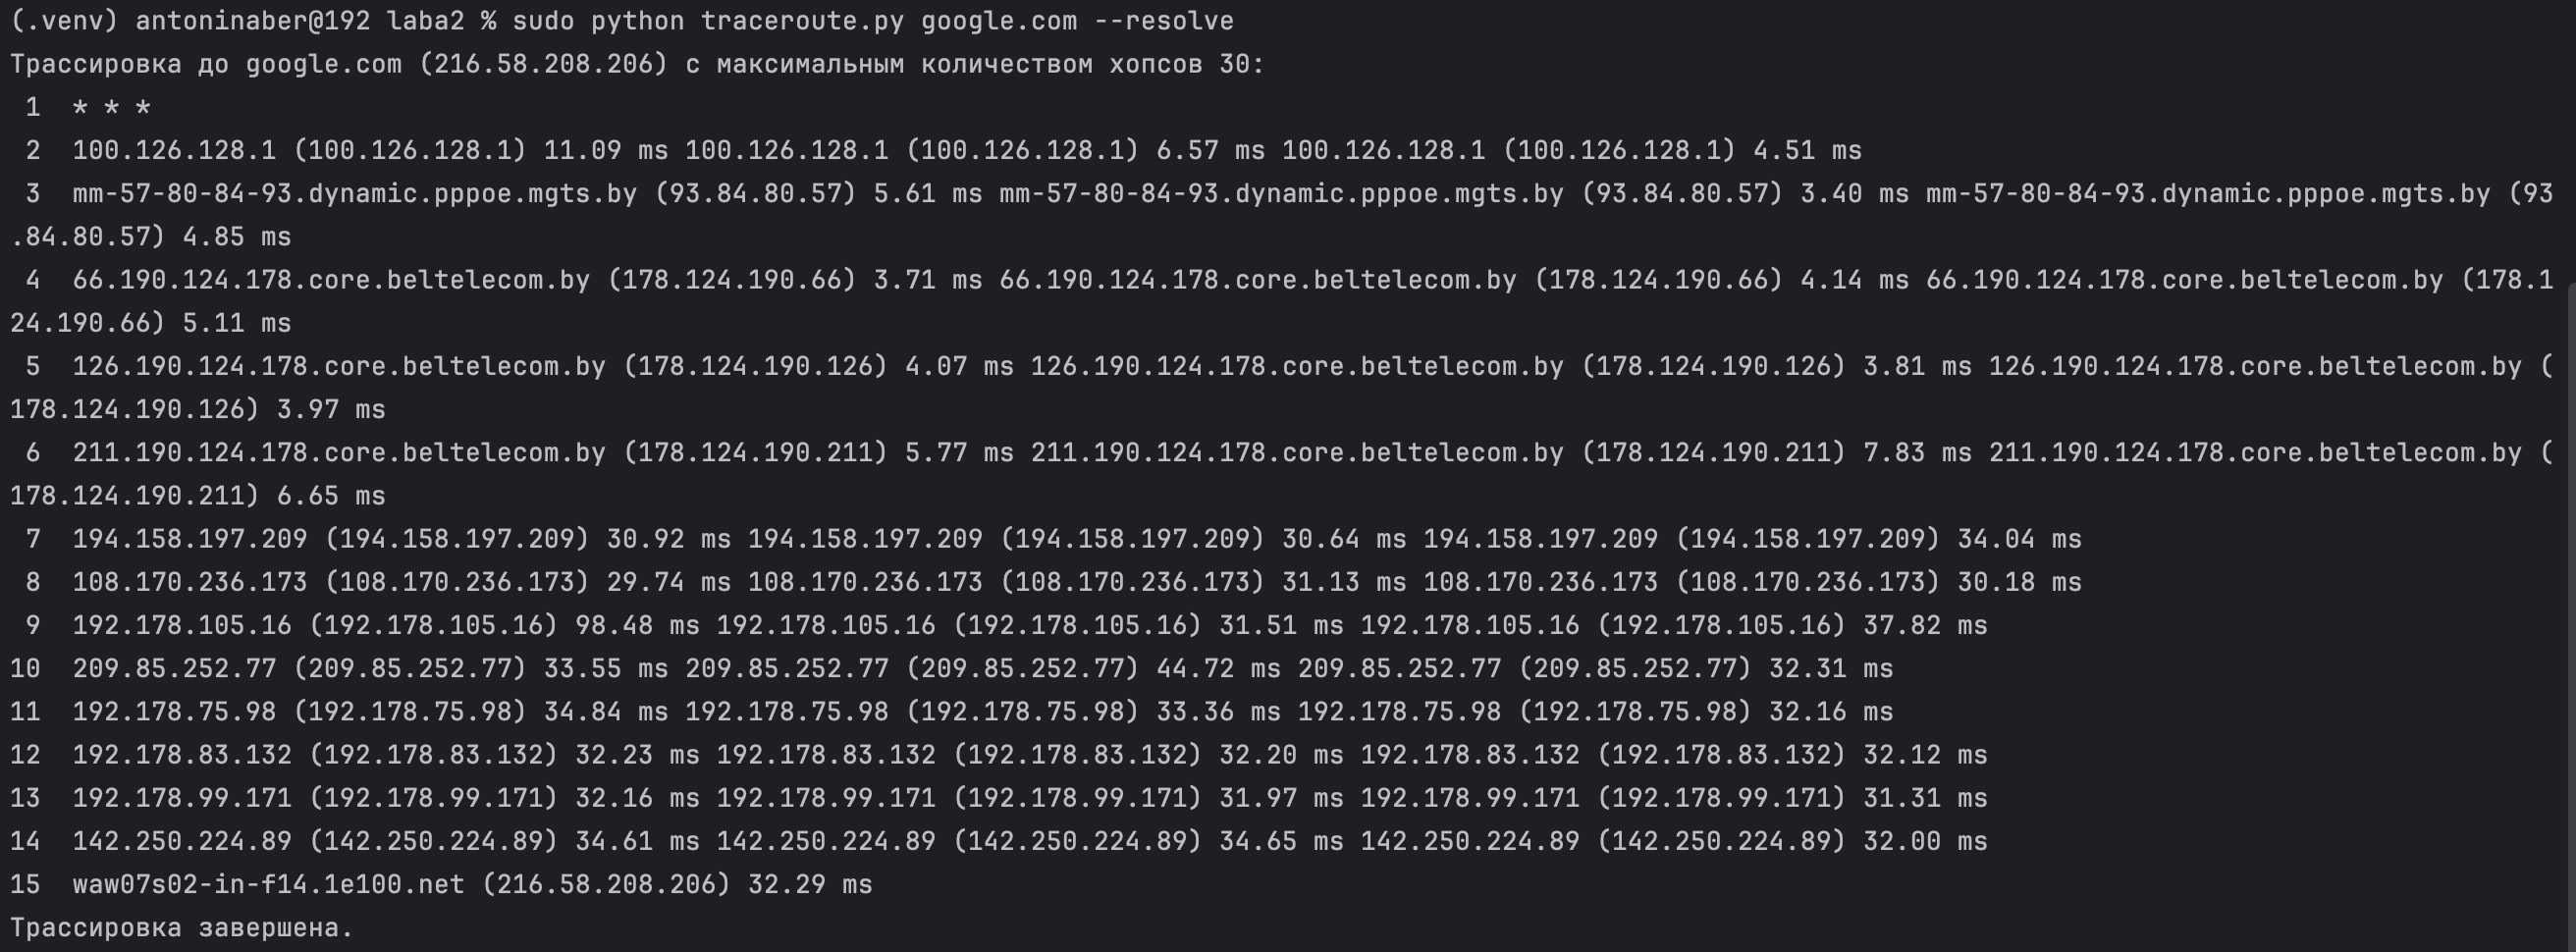 (.venv) antoninaber@192 laba2 % sudo python traceroute.py google.com --resolve
Трассировка до google.com (216.58.208.206) с максимальным количеством хопсов 30:
 1  * * *
 2  100.126.128.1 (100.126.128.1) 11.09 ms 100.126.128.1 (100.126.128.1) 6.57 ms 100.126.128.1 (100.126.128.1) 4.51 ms
 3  mm-57-80-84-93.dynamic.pppoe.mgts.by (93.84.80.57) 5.61 ms mm-57-80-84-93.dynamic.pppoe.mgts.by (93.84.80.57) 3.40 ms mm-57-80-84-93.dynamic.pppoe.mgts.by (93
.84.80.57) 4.85 ms
 4  66.190.124.178.core.beltelecom.by (178.124.190.66) 3.71 ms 66.190.124.178.core.beltelecom.by (178.124.190.66) 4.14 ms 66.190.124.178.core.beltelecom.by (178.1
24.190.66) 5.11 ms
 5  126.190.124.178.core.beltelecom.by (178.124.190.126) 4.07 ms 126.190.124.178.core.beltelecom.by (178.124.190.126) 3.81 ms 126.190.124.178.core.beltelecom.by (
178.124.190.126) 3.97 ms
 6  211.190.124.178.core.beltelecom.by (178.124.190.211) 5.77 ms 211.190.124.178.core.beltelecom.by (178.124.190.211) 7.83 ms 211.190.124.178.core.beltelecom.by (
178.124.190.211) 6.65 ms
 7  194.158.197.209 (194.158.197.209) 30.92 ms 194.158.197.209 (194.158.197.209) 30.64 ms 194.158.197.209 (194.158.197.209) 34.04 ms
 8  108.170.236.173 (108.170.236.173) 29.74 ms 108.170.236.173 (108.170.236.173) 31.13 ms 108.170.236.173 (108.170.236.173) 30.18 ms
 9  192.178.105.16 (192.178.105.16) 98.48 ms 192.178.105.16 (192.178.105.16) 31.51 ms 192.178.105.16 (192.178.105.16) 37.82 ms
10  209.85.252.77 (209.85.252.77) 33.55 ms 209.85.252.77 (209.85.252.77) 44.72 ms 209.85.252.77 (209.85.252.77) 32.31 ms
11  192.178.75.98 (192.178.75.98) 34.84 ms 192.178.75.98 (192.178.75.98) 33.36 ms 192.178.75.98 (192.178.75.98) 32.16 ms
12  192.178.83.132 (192.178.83.132) 32.23 ms 192.178.83.132 (192.178.83.132) 32.20 ms 192.178.83.132 (192.178.83.132) 32.12 ms
13  192.178.99.171 (192.178.99.171) 32.16 ms 192.178.99.171 (192.178.99.171) 31.97 ms 192.178.99.171 (192.178.99.171) 31.31 ms
14  142.250.224.89 (142.250.224.89) 34.61 ms 142.250.224.89 (142.250.224.89) 34.65 ms 142.250.224.89 (142.250.224.89) 32.00 ms
15  waw07s02-in-f14.1e100.net (216.58.208.206) 32.29 ms
Трассировка завершена.